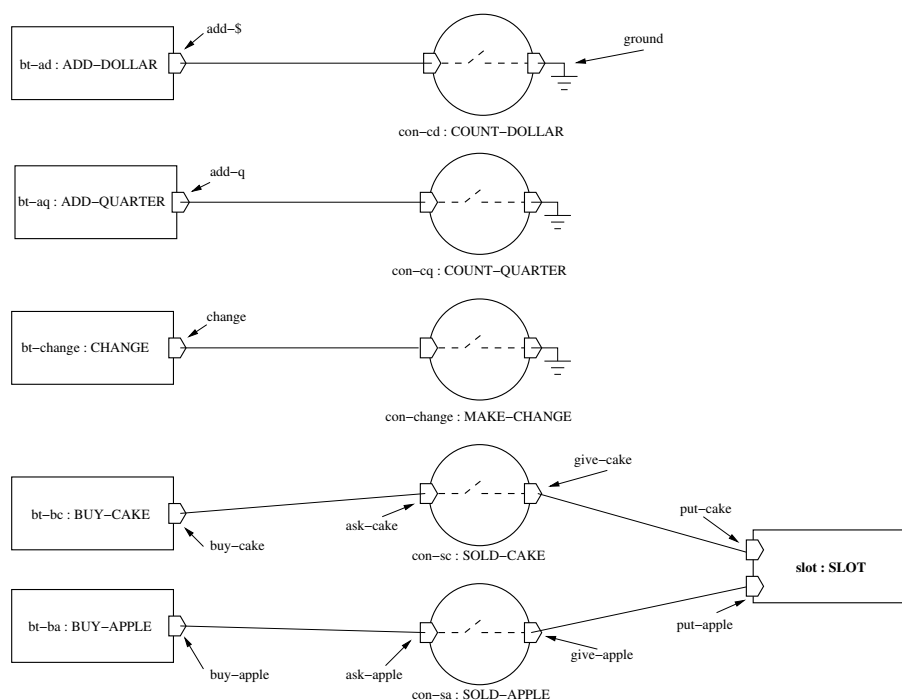 add–$
ground
bt–ad : ADD–DOLLAR
con–cd : COUNT–DOLLAR
add–q
bt–aq : ADD–QUARTER
con–cq : COUNT–QUARTER
change
bt–change : CHANGE
con–change : MAKE–CHANGE
give–cake
bt–bc : BUY–CAKE
ask–cake
put–cake
buy–cake
con–sc : SOLD–CAKE
slot : SLOT
bt–ba : BUY–APPLE
put–apple
buy–apple
ask–apple
give–apple
con–sa : SOLD–APPLE